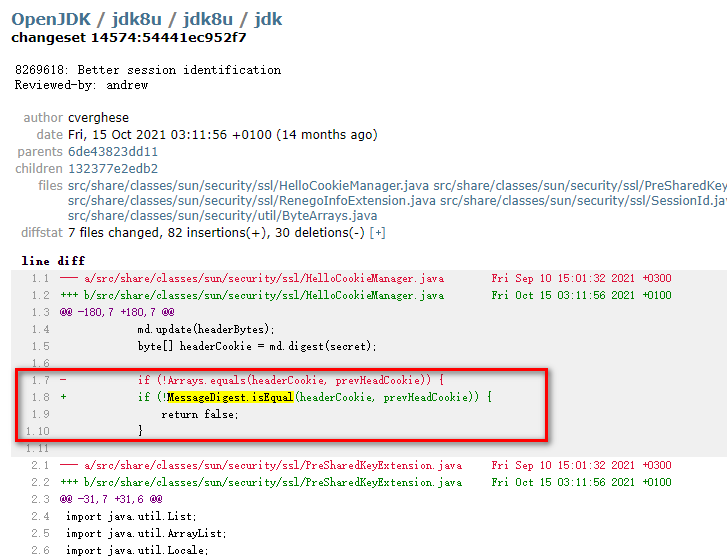 OpenJDK / jdk8u / jdk8u / jdk
changeset 14574:54441ec952f7
8269618: Better session identification
Reviewed-by: andrew
author cverghese
date Fri, 15 Oct 2021 03:11:56 +0100 (14 months ago)
parents 6de43823dd11
children 132377e2edb2
files src/share/classes/sun/security/ssl/HelloCookieManager.java src/share/classes/sun/security/ssl/PreSharedKey
src/share/classes/sun/security/ssl/RenegoInfoExtension.java src/share/classes/sun/security/ssl/SessionId.ja
src/share/classes/sun/security/util/ByteArrays.java
diffstat 7 files changed, 82 insertions(+), 30 deletions(-) [+]
line diff
1.1 --- a/src/share/classes/sun/security/ssl/HelloCookieManager.java Fri Sep 10 15:01:32 2021 +0300
1.2 +++ b/src/share/classes/sun/security/ssl/HelloCookieManager.java Fri Oct 15 03:11:56 2021 +0100
1.3 @@ -180,7 +180,7 @@
1.4 md.update(headerBytes);
1.5 byte[] headerCookie = md.digest(secret);
1.6
1.7 - if (!Arrays.equals(headerCookie, prevHeadCookie)) {
1.8 + if (!MessageDigest.isEqual(headerCookie, prevHeadCookie)) {
1.9 return false;
1.10 }
1.11
2.1 --- a/src/share/classes/sun/security/ssl/PreSharedKeyExtension.java Fri Sep 10 15:01:32 2021 +0300
2.2 +++ b/src/share/classes/sun/security/ssl/PreSharedKeyExtension.java Fri Oct 15 03:11:56 2021 +0100
2.3 @@ -31,7 +31,6 @@
2.4 import java.util.List;
2.5 import java.util.ArrayList;
2.6 import java.util.Locale;